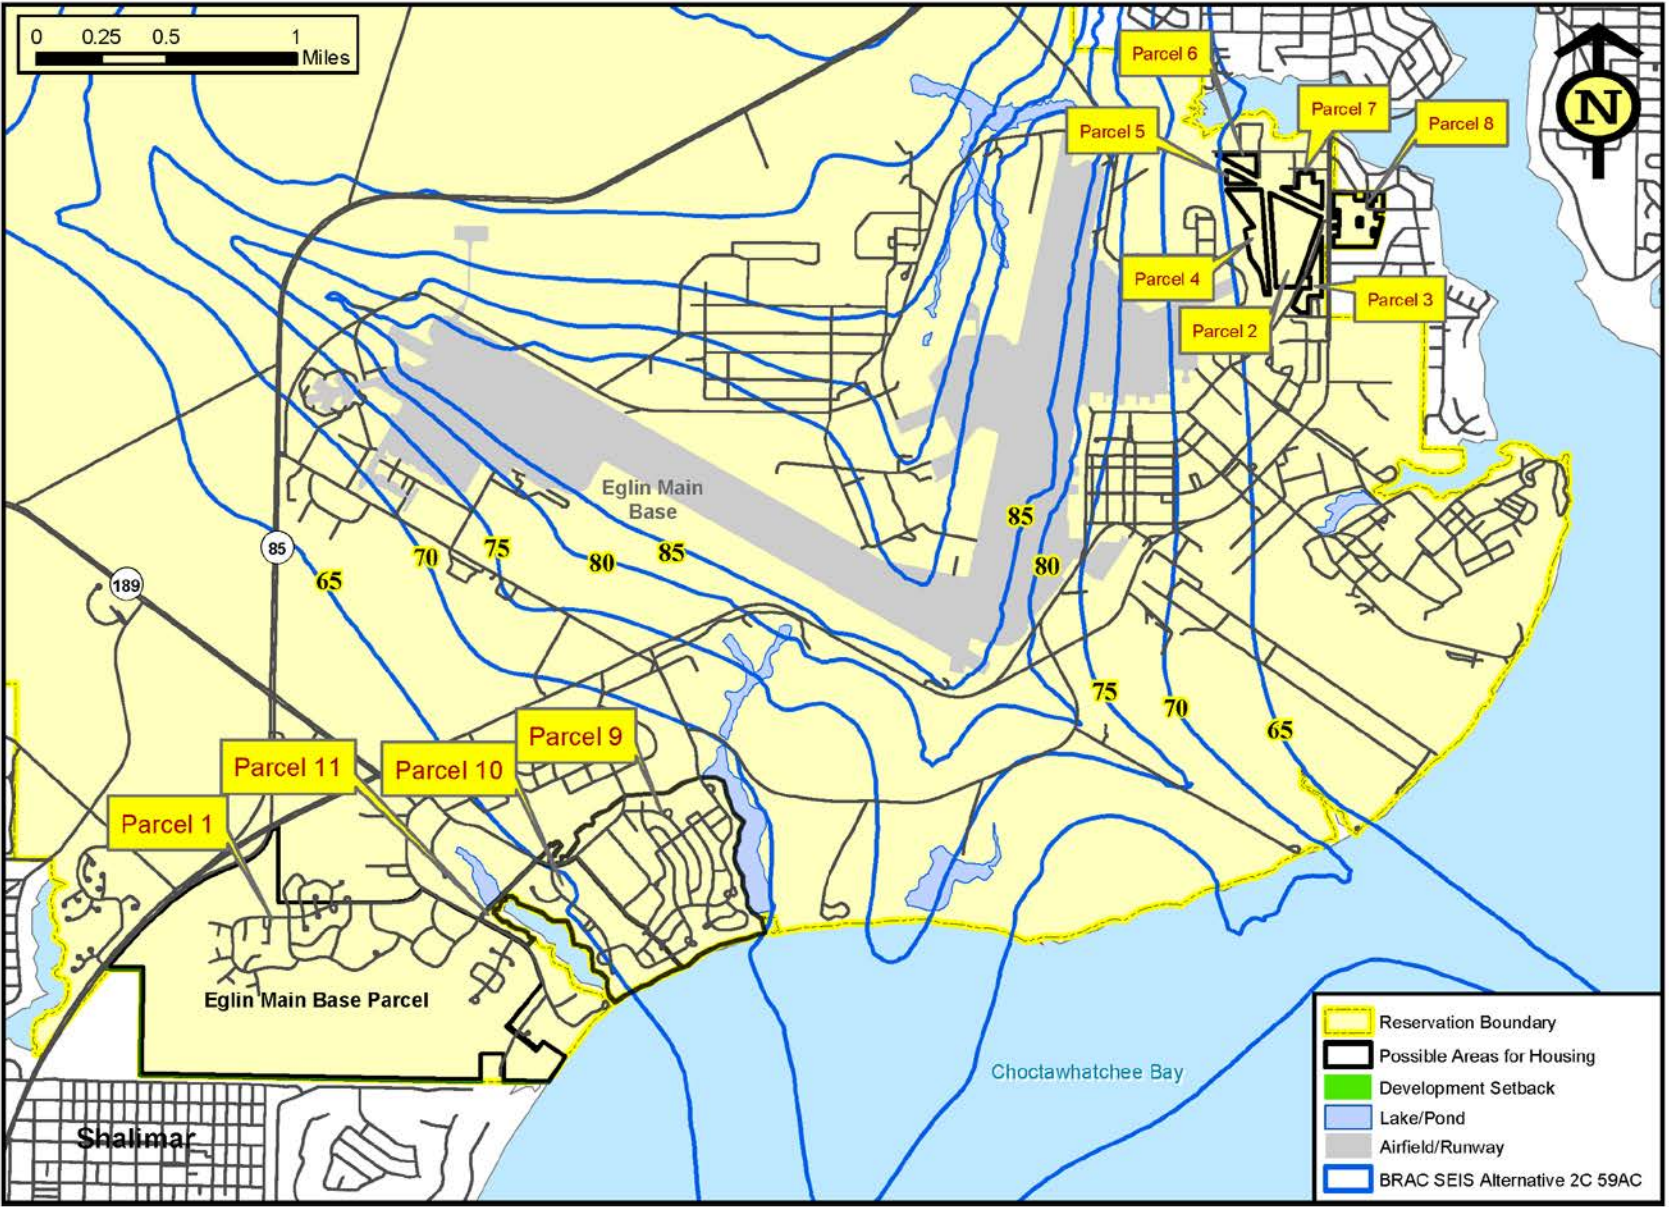 0 0.25 0.5 1
Miles
N
Parcel 6
Parcel 7
Parcel 8
Parcel 5
Parcel 4
Parcel 3
Parcel 2
Eglin Main
Base
85
80
85
80
75
70
65
85
189
75
70
65
Parcel 9
Parcel 10
Parcel 11
Parcel 1
Eglin Main Base Parcel
Choctawhatchee Bay
Shalimar
Reservation Boundary
Possible Areas for Housing
Development Setback
Lake/Pond
Airfield/Runway
BRAC SEIS Alternative 2C 59AC